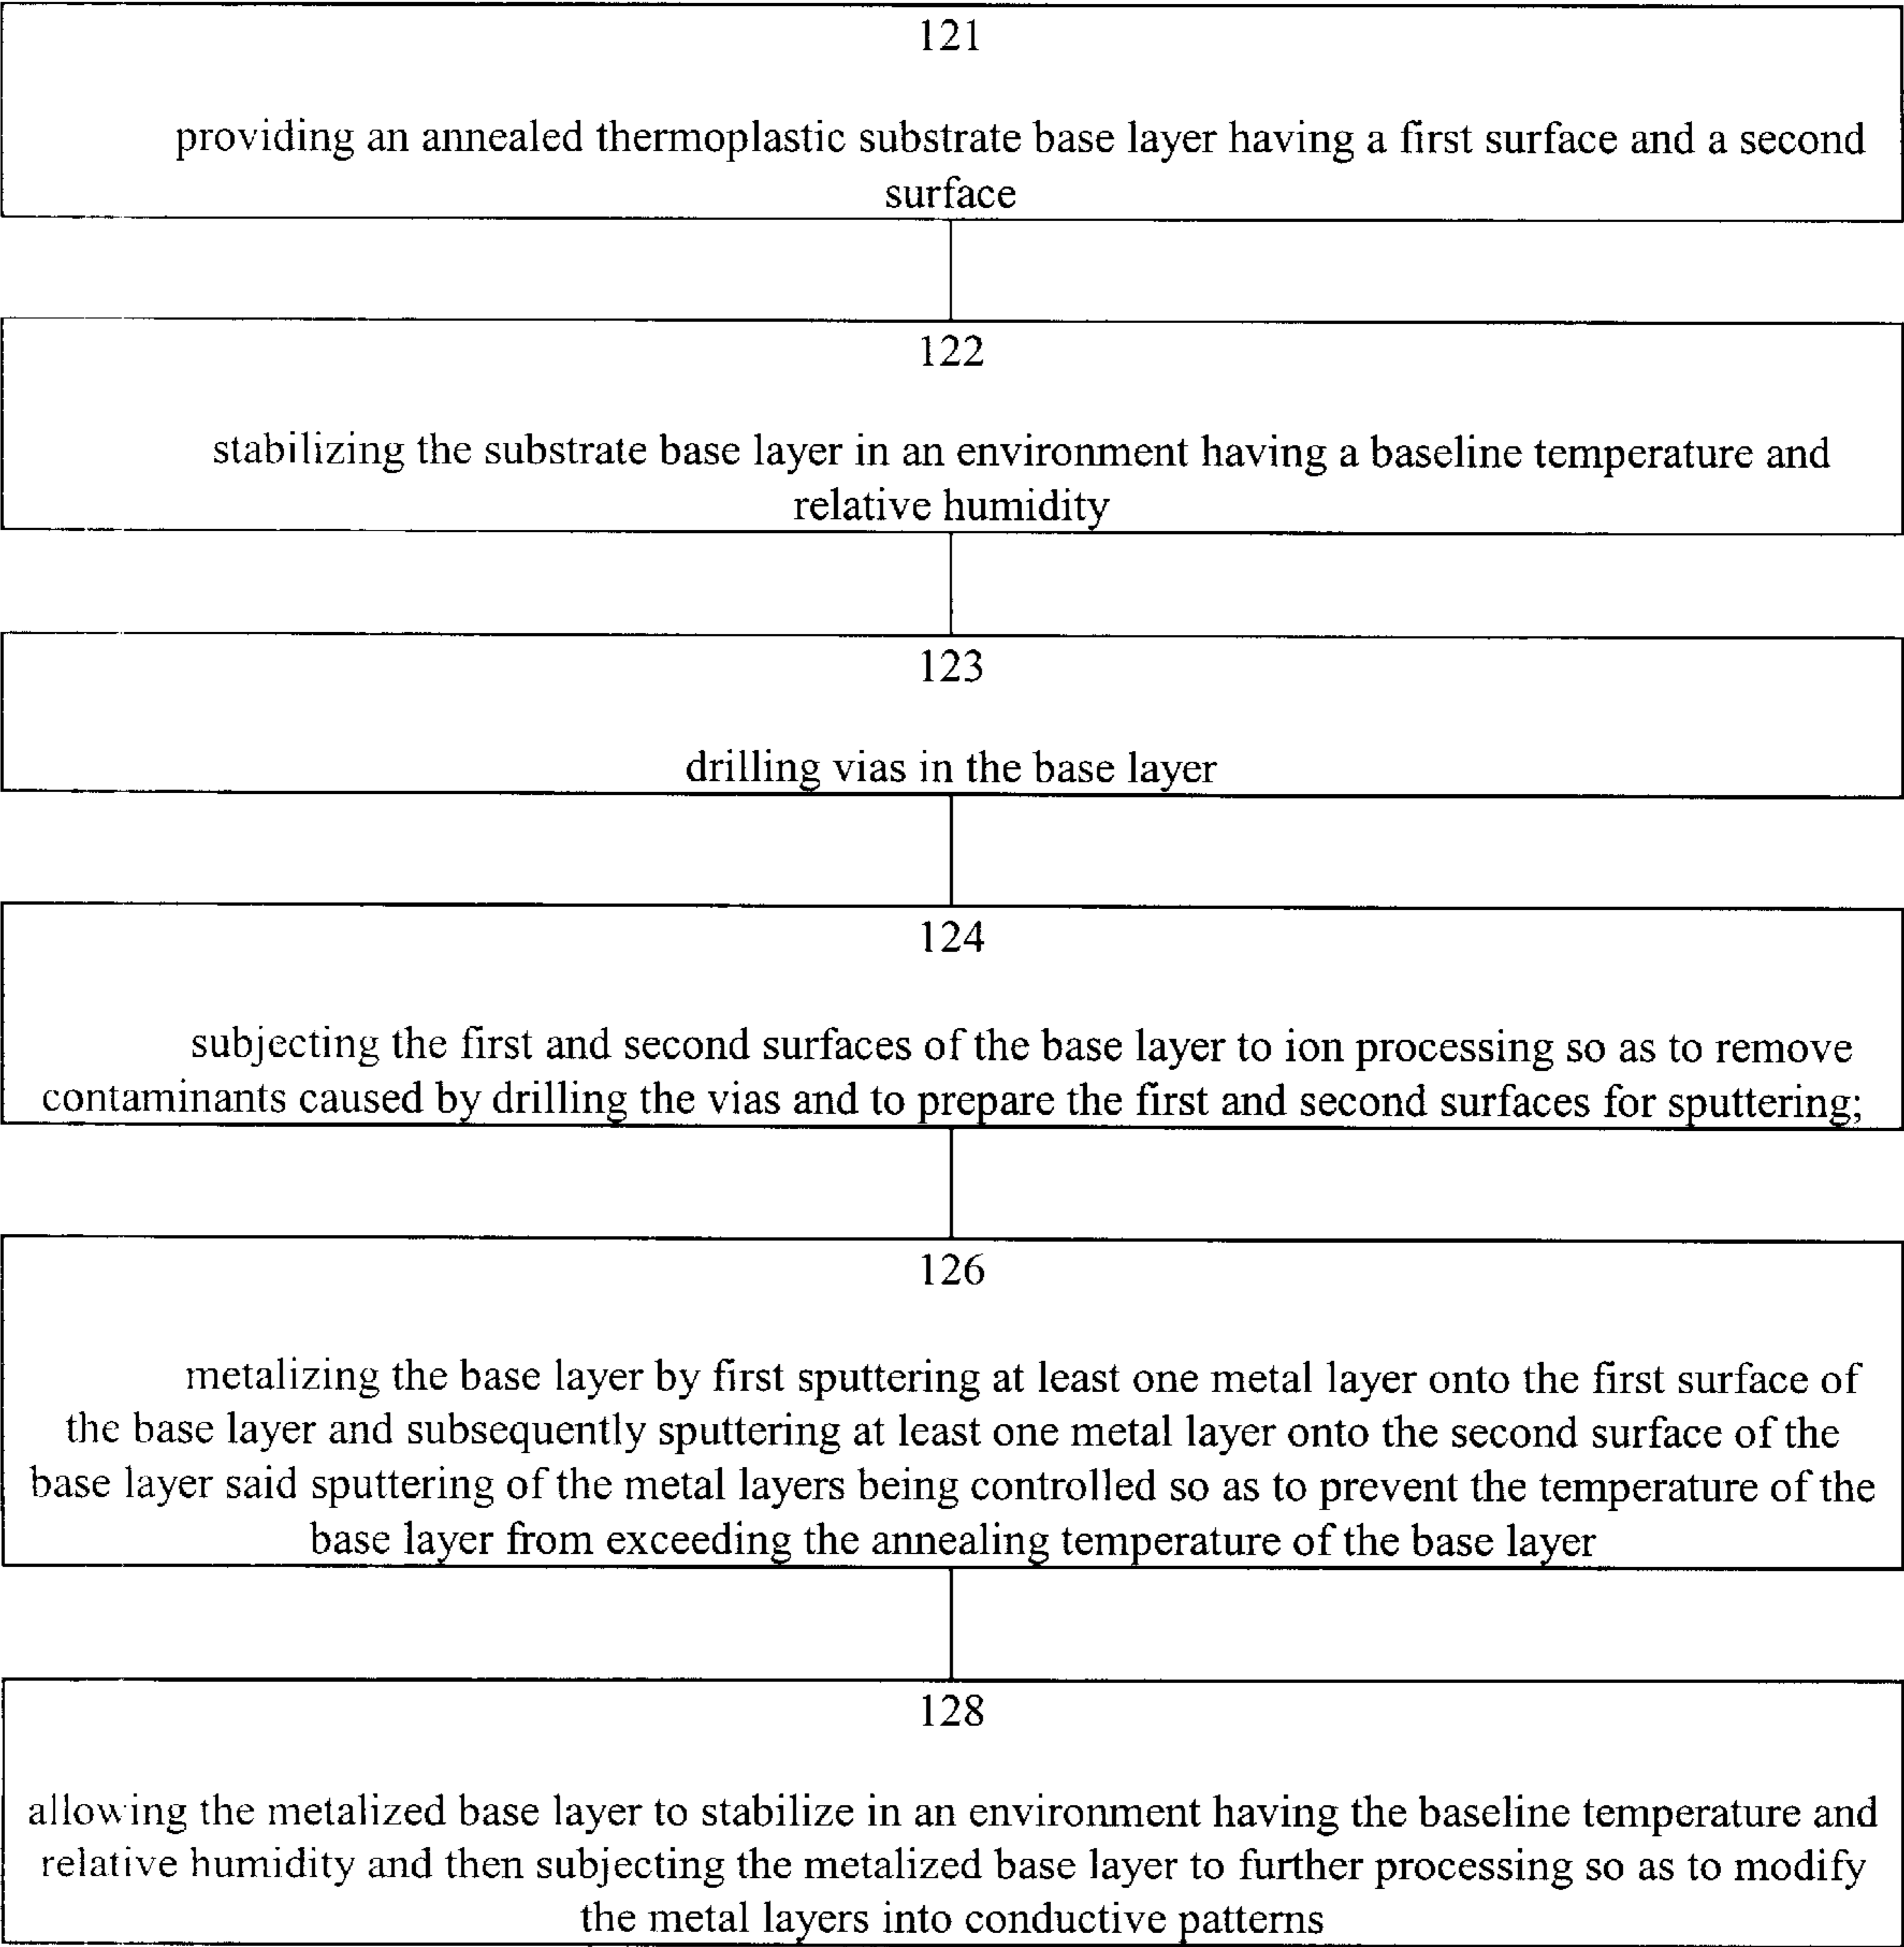 121
providing an annealed thermoplastic substrate base layer having a first surface and a second
surface
122
stabilizing the substrate base layer in an environment having a baseline temperature and
relative humidity
123
drilling vias in the base layer
124
subjecting the first and second surfaces of the base layer to ion processing so as to remove
contaminants caused by drilling the vias and to prepare the first and second surfaces for sputtering;
126
metalizing the base layer by first sputtering at least one metal layer onto the first surface of
the base layer and subsequently sputtering at least one metal layer onto the second surface of the
base layer said sputtering of the metal layers being controlled so as to prevent the temperature of the
base layer from exceeding the annealing temperature of the base layer
128
allowing the metalized base layer to stabilize in an environment having the baseline temperature and
relative humidity and then subjecting the metalized base layer to further processing so as to modify
the metal layers into conductive patterns